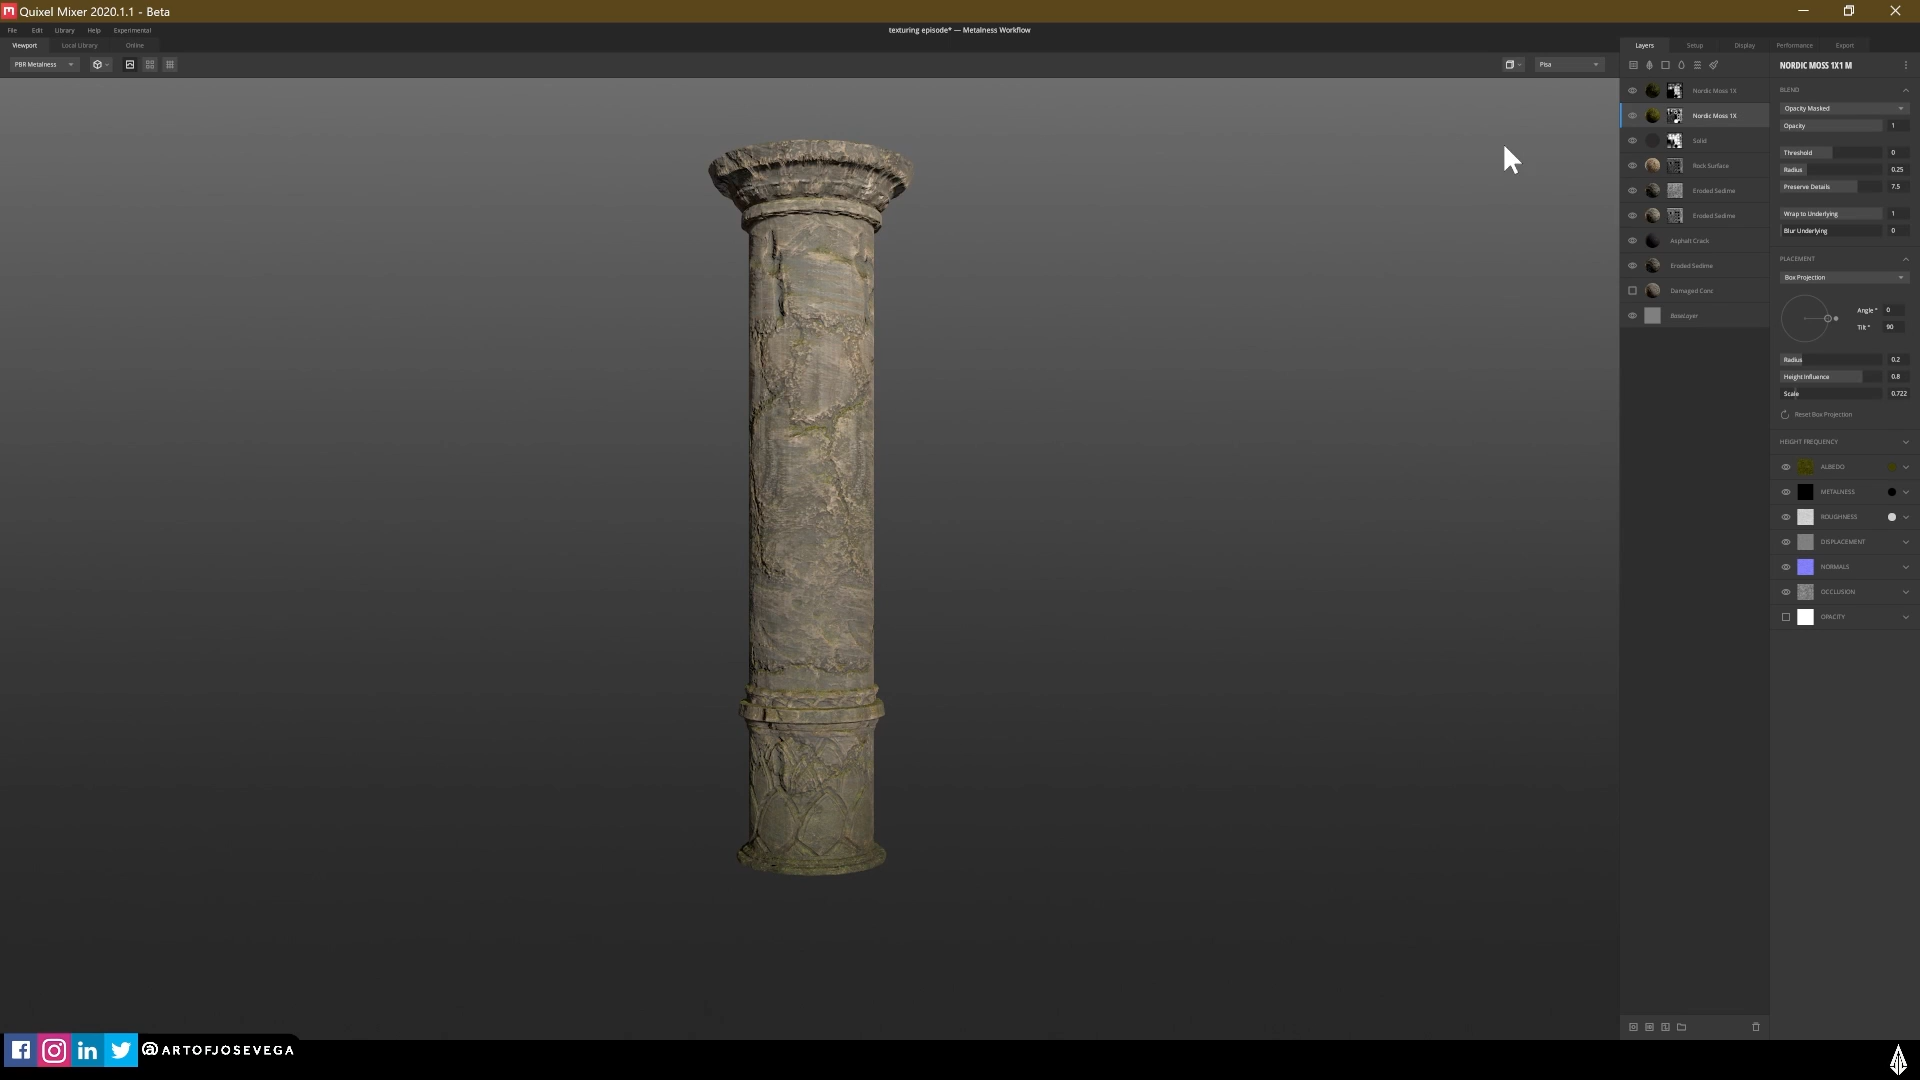 Quixel Mixer 2020.1.1 - Beta
File Edit Library Help Experimental
texturing episode* — Metalness Workflow
Viewport Local Library Online
Layers Setup Display Performance Export
PBR Metalness
Pisa
NORDIC MOSS 1X1 M
Nordic Moss 1X
Nordic Moss 1X
Solid
Rock Surface
Eroded Sedime
Eroded Sedime
Asphalt Crack
Eroded Sedime
Damaged Conc
BaseLayer
BLEND
Opacity Masked
Opacity 1
Threshold 0
Radius 0.25
Preserve Details 7.5
Wrap to Underlying 1
Blur Underlying 0
PLACEMENT
Box Projection
Angle ° 0
Tilt ° 90
Radius 0.2
Height Influence 0.8
Scale 0.722
Reset Box Projection
HEIGHT FREQUENCY
ALBEDO
METALNESS
ROUGHNESS
DISPLACEMENT
NORMALS
OCCLUSION
OPACITY
@ARTOFJOSEVEGA